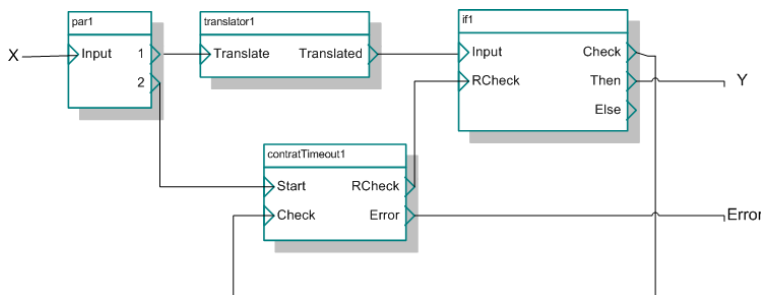 par1
translator1
if1
X
Input
1
2
Translate
Translated
Input
RCheck
Check
Then
Else
Y
contratTimeout1
Start
Check
RCheck
Error
Error